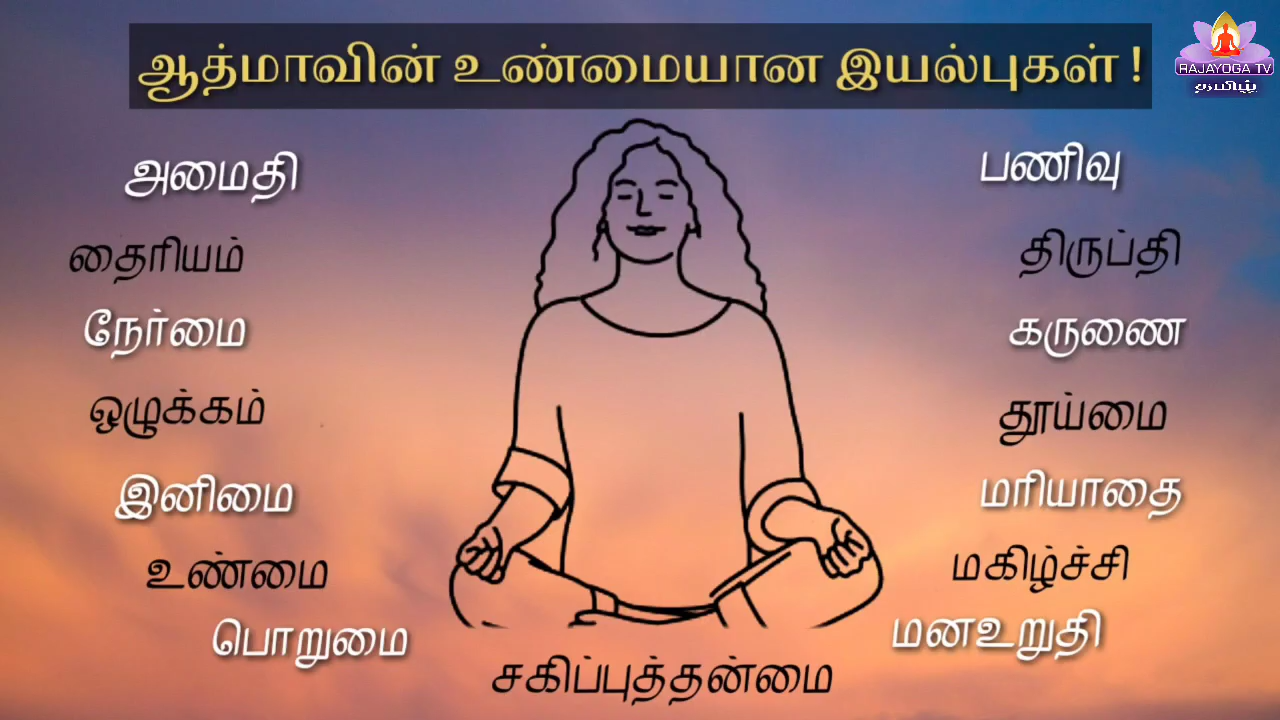 ஆத்மாவின் உண்மையான இயல்புகள் !
RAJAYOGA TV
தமிழ்
அமைதி
தைரியம்
நேர்மை
ஒழுக்கம்
இனிமை
உண்மை
பொறுமை
சகிப்புத்தன்மை
பணிவு
திருப்தி
கருணை
தூய்மை
மரியாதை
மகிழ்ச்சி
மனஉறுதி